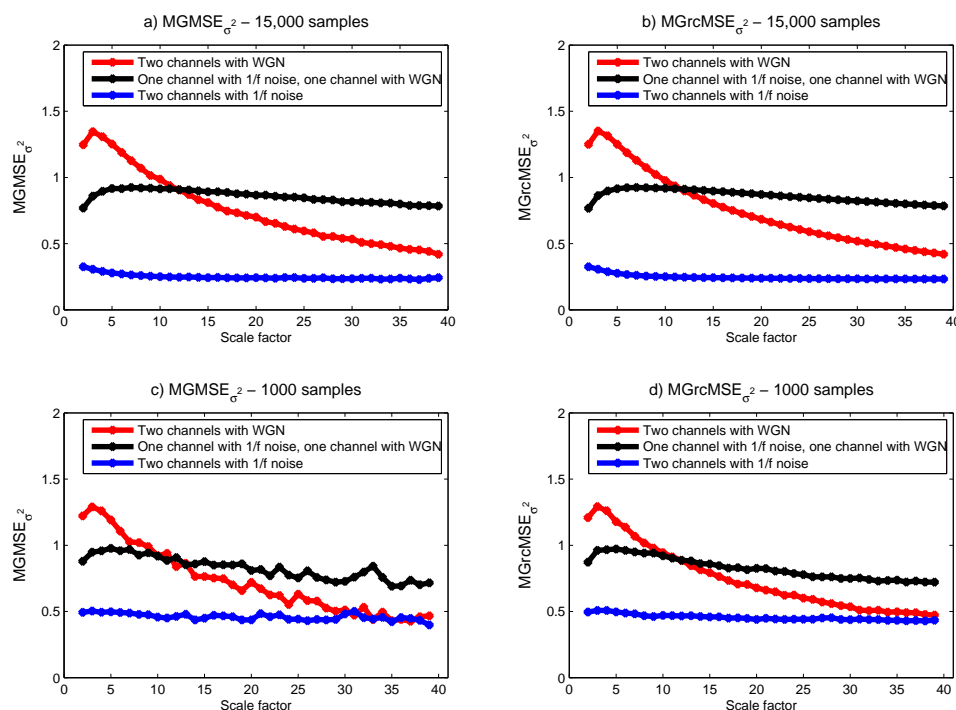 a) MGMSE_σ² – 15,000 samples
MGMSE_σ²
2
1.5
1
0.5
0
Two channels with WGN
One channel with 1/f noise, one channel with WGN
Two channels with 1/f noise
0 5 10 15 20 25 30 35 40
Scale factor
b) MGrcMSE_σ² – 15,000 samples
MGrcMSE_σ²
2
1.5
1
0.5
0
Two channels with WGN
One channel with 1/f noise, one channel with WGN
Two channels with 1/f noise
0 5 10 15 20 25 30 35 40
Scale factor
c) MGMSE_σ² – 1000 samples
MGMSE_σ²
2
1.5
1
0.5
0
Two channels with WGN
One channel with 1/f noise, one channel with WGN
Two channels with 1/f noise
0 5 10 15 20 25 30 35 40
Scale factor
d) MGrcMSE_σ² – 1000 samples
MGrcMSE_σ²
2
1.5
1
0.5
0
Two channels with WGN
One channel with 1/f noise, one channel with WGN
Two channels with 1/f noise
0 5 10 15 20 25 30 35 40
Scale factor